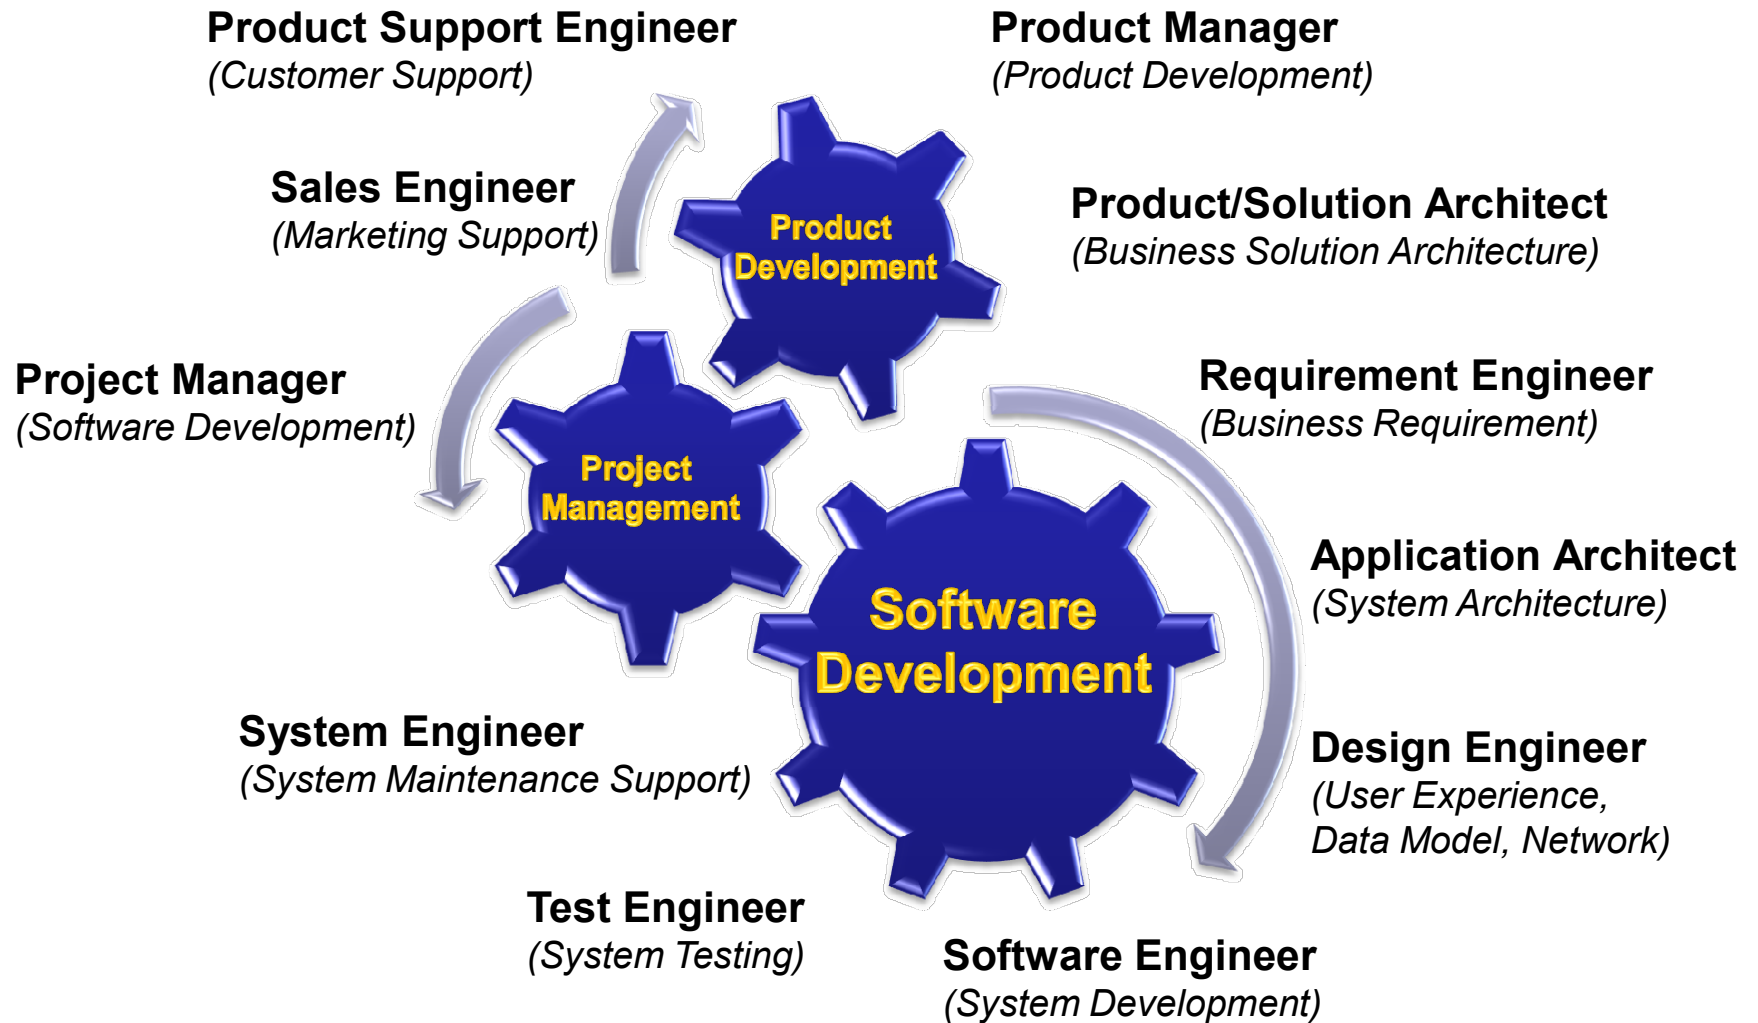 Product Support Engineer
(Customer Support)
Product Manager
(Product Development)
Sales Engineer
(Marketing Support)
Product
Development
Product/Solution Architect
(Business Solution Architecture)
Project Manager
(Software Development)
Project
Management
Requirement Engineer
(Business Requirement)
Software
Development
Application Architect
(System Architecture)
System Engineer
(System Maintenance Support)
Design Engineer
(User Experience,
Data Model, Network)
Test Engineer
(System Testing)
Software Engineer
(System Development)